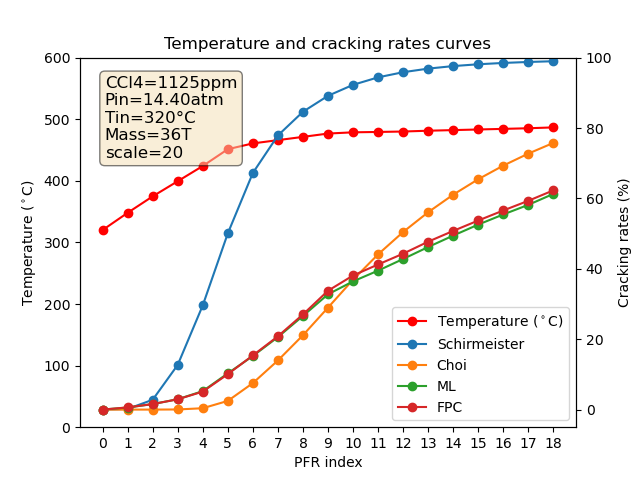 Temperature and cracking rates curves
CCl4=1125ppm
Pin=14.40atm
Tin=320°C
Mass=36T
scale=20
600
500
400
300
200
100
0
Temperature (°C)
100
80
60
40
20
0
Cracking rates (%)
Temperature (°C)
Schirmeister
Choi
ML
FPC
0 1 2 3 4 5 6 7 8 9 10 11 12 13 14 15 16 17 18
PFR index